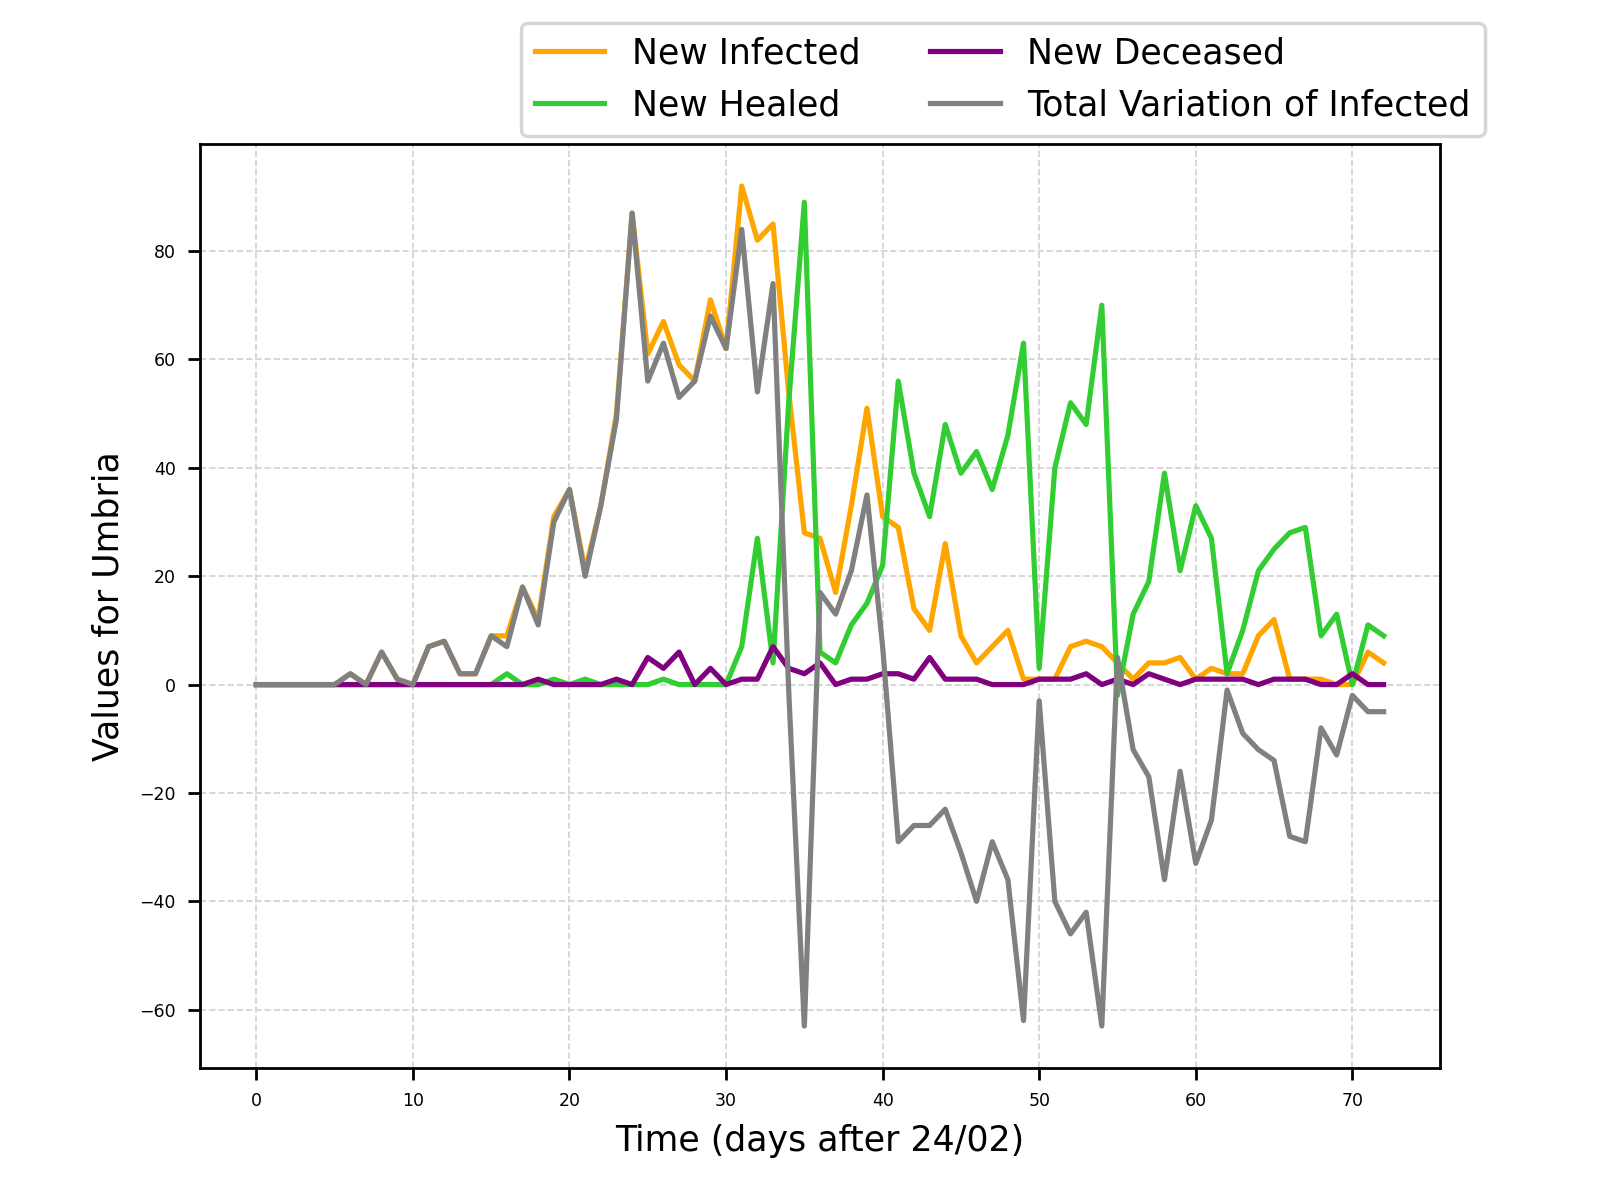 New Infected
New Healed
New Deceased
Total Variation of Infected
Values for Umbria
80
60
40
20
0
−20
−40
−60
0 10 20 30 40 50 60 70
Time (days after 24/02)